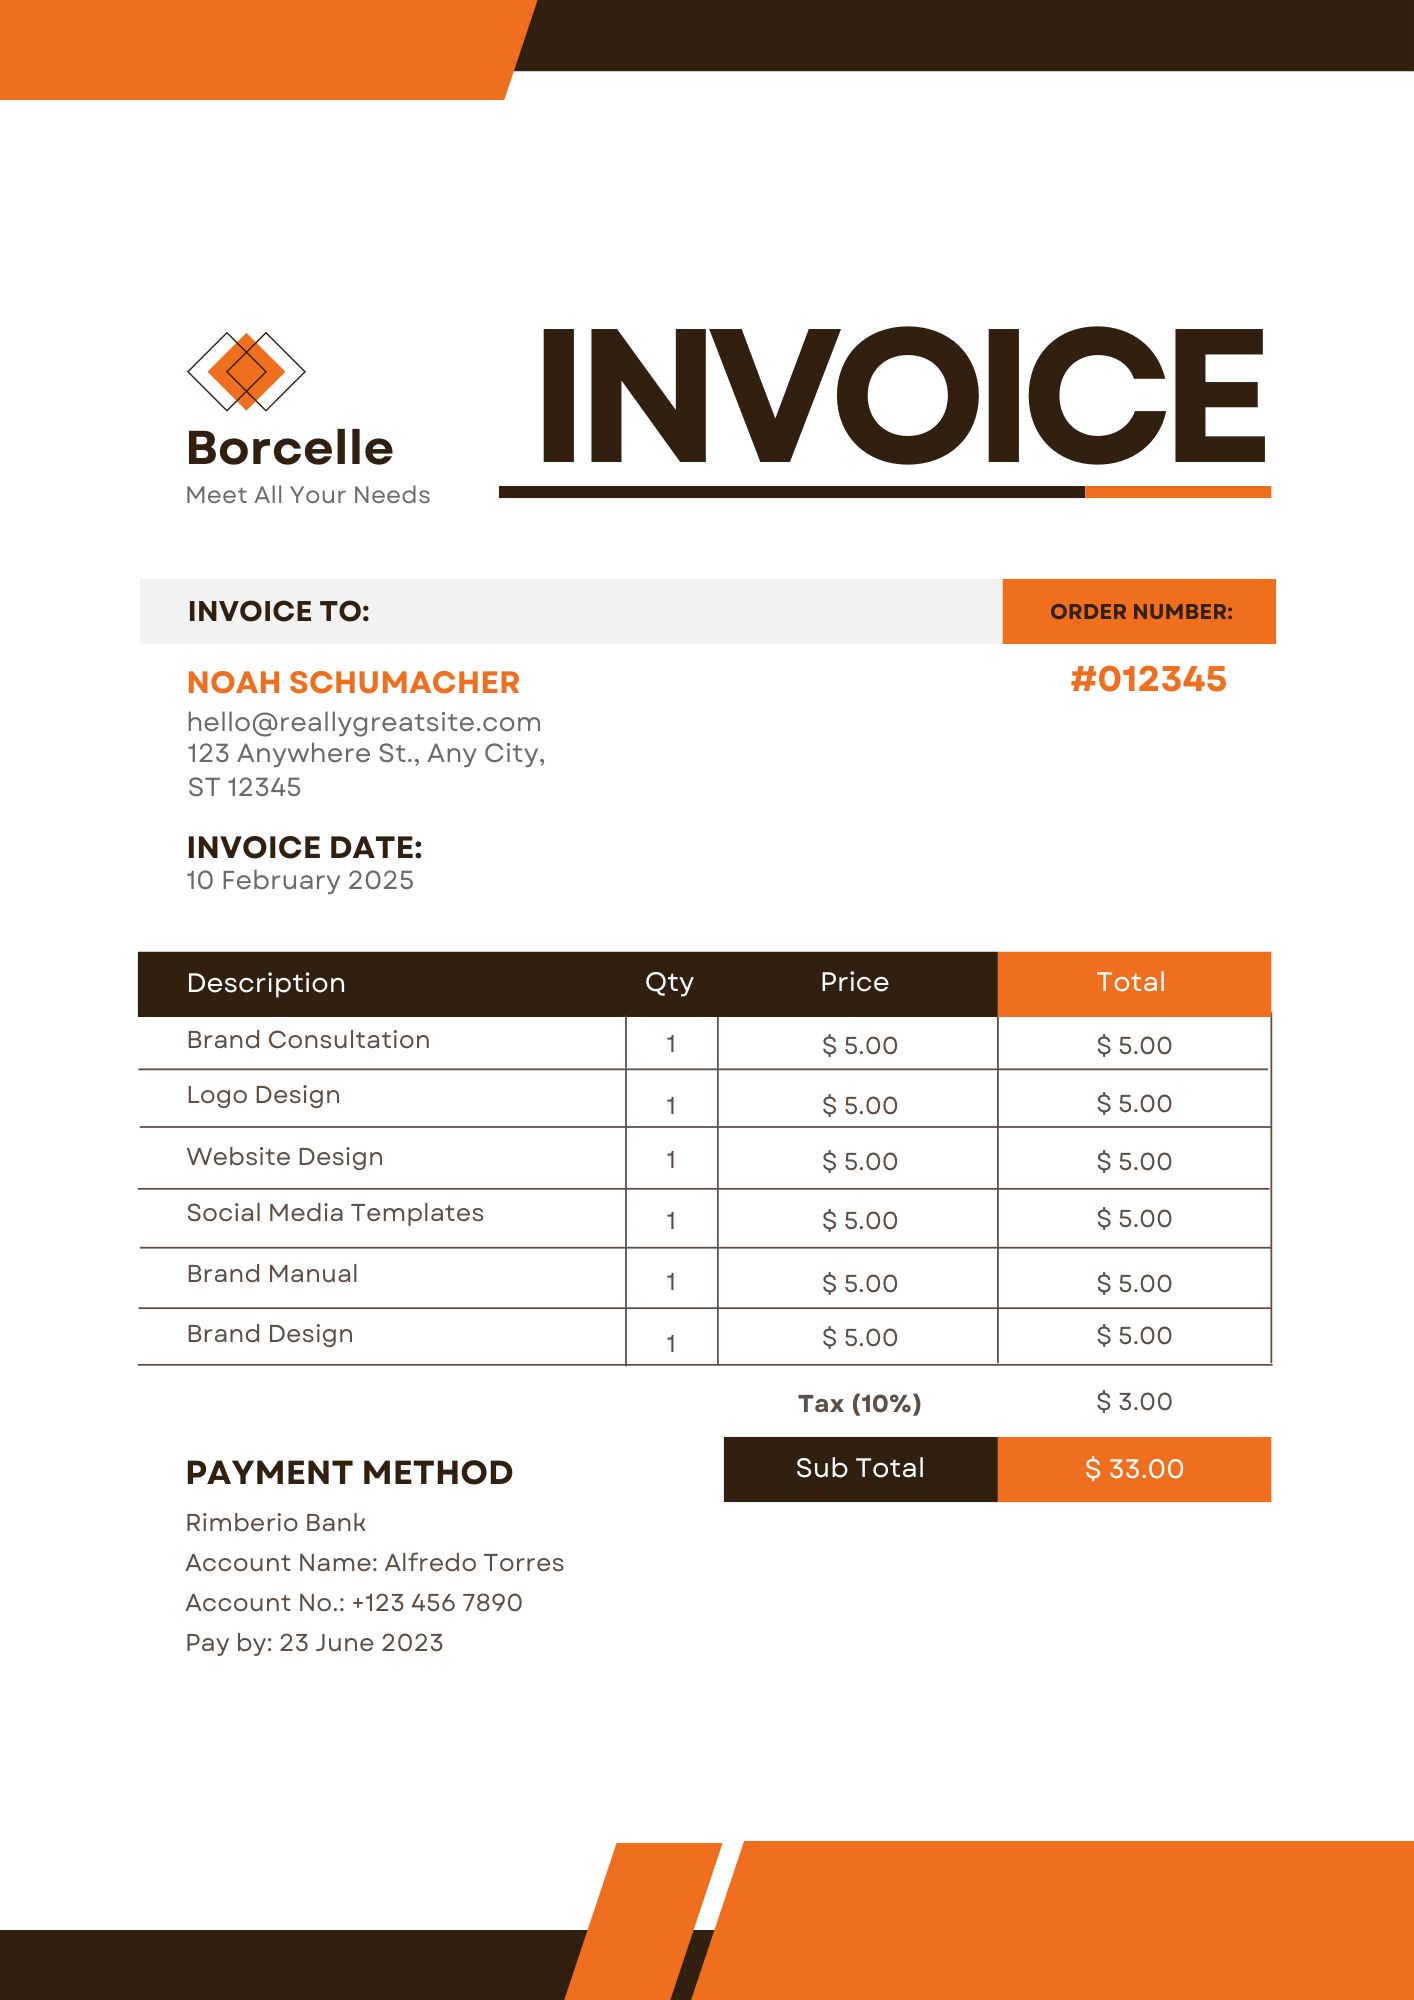 INVOICE
Borcelle
Meet All Your Needs
INVOICE TO:
ORDER NUMBER:
NOAH SCHUMACHER
#012345
hello@reallygreatsite.com
123 Anywhere St., Any City,
ST 12345
INVOICE DATE:
10 February 2025
Description Qty Price Total
Brand Consultation 1 $ 5.00 $ 5.00
Logo Design 1 $ 5.00 $ 5.00
Website Design 1 $ 5.00 $ 5.00
Social Media Templates 1 $ 5.00 $ 5.00
Brand Manual 1 $ 5.00 $ 5.00
Brand Design 1 $ 5.00 $ 5.00
Tax (10%) $ 3.00
Sub Total $ 33.00
PAYMENT METHOD
Rimberio Bank
Account Name: Alfredo Torres
Account No.: +123 456 7890
Pay by: 23 June 2023